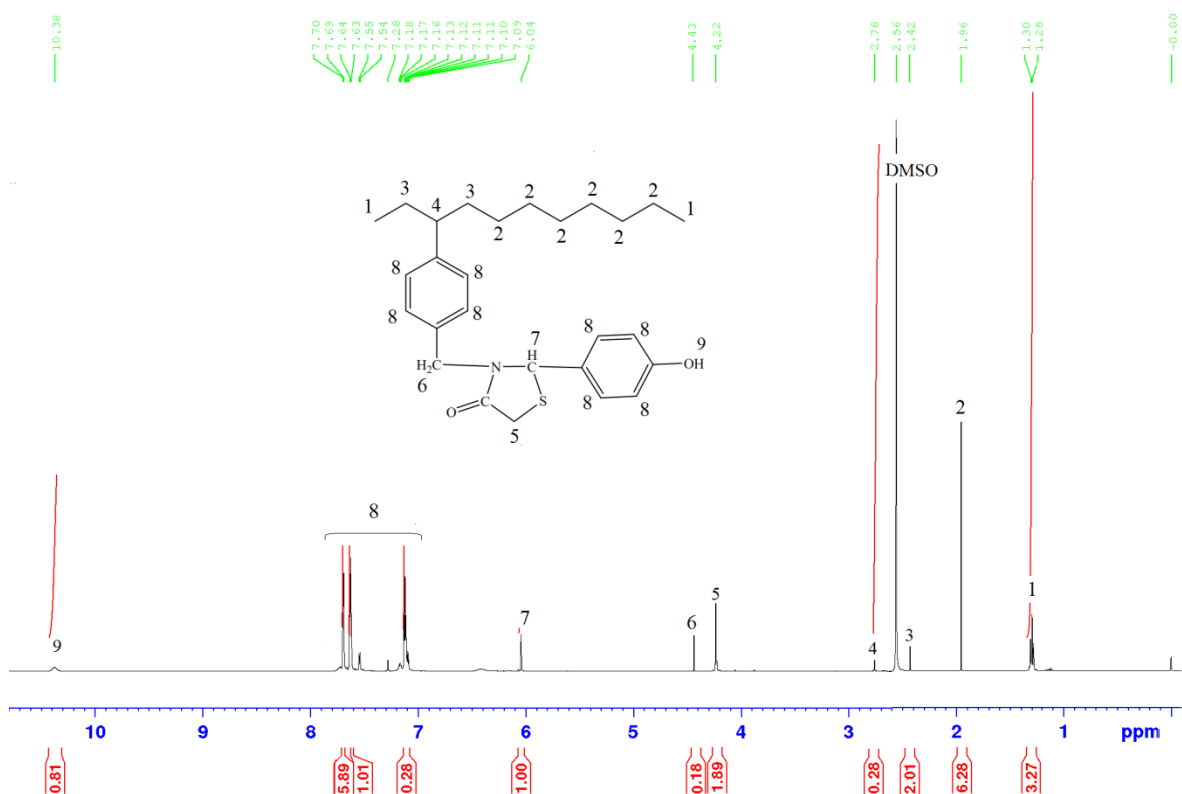 10.38 7.70 7.69 7.64 7.63 7.55 7.54 7.28 7.18 7.17 7.16 7.13 7.12 7.11 7.11 7.10 7.09 6.04 4.43 4.22 2.78 2.56 2.42 1.96 1.30 1.28 -0.00
DMSO
3 3 2 2 2
1 4 2 2 2 1
8 8
8 8
7 8 8 9
H₂C N H C OH
6
C S 8 8
O
5
8
2
9 7 6 5 4 3 1
10 9 8 7 6 5 4 3 2 1 ppm
0.81 5.89 1.01 0.28 1.00 0.18 1.89 0.28 2.01 6.28 3.27